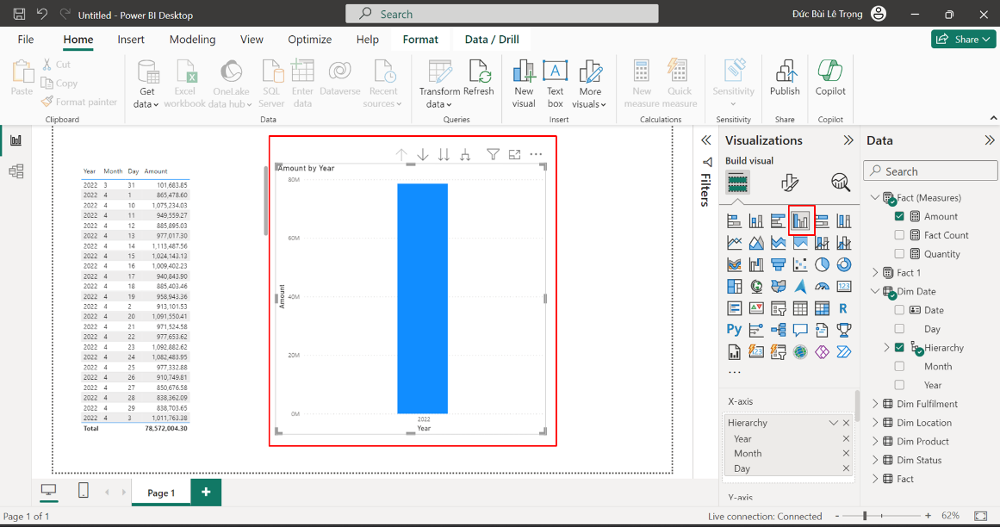 Untitled - Power BI Desktop
Search
Đức Bùi Lê Trọng
File Home Insert Modeling View Optimize Help Format Data / Drill
Share
Paste
Cut
Copy
Format painter
Get data
Excel workbook
OneLake data hub
SQL Server
Enter data
Dataverse
Recent sources
Transform data
Refresh
New visual
Text box
More visuals
New measure
Quick measure
Sensitivity
Publish
Copilot
Clipboard Data Queries Insert Calculations Sensitivity Share Copilot
Year Month Day Amount
2022 3 31 101,683.85
2022 4 1 865,478.60
2022 4 10 1,075,234.03
2022 4 11 949,559.27
2022 4 12 885,895.03
2022 4 13 977,017.30
2022 4 14 1,113,487.56
2022 4 15 1,024,143.13
2022 4 16 1,009,402.23
2022 4 17 940,843.90
2022 4 18 885,403.46
2022 4 19 958,943.36
2022 4 2 913,101.53
2022 4 20 1,091,550.41
2022 4 21 971,524.58
2022 4 22 977,653.62
2022 4 23 1,092,882.62
2022 4 24 1,082,483.95
2022 4 25 977,332.88
2022 4 26 910,749.81
2022 4 27 850,676.58
2022 4 28 838,362.09
2022 4 29 838,703.65
2022 4 3 1,011,763.38
Total 78,572,004.30
Amount by Year
80M
60M
40M
20M
0M
Amount
2022
Year
Filters
Visualizations
Build visual
123
R
Py
123
X-axis
Hierarchy
Year
Month
Day
Y-axis
Data
Search
Fact (Measures)
Amount
Fact Count
Quantity
Fact 1
Dim Date
Date
Day
Hierarchy
Month
Year
Dim Fulfilment
Dim Location
Dim Product
Dim Status
Fact
Page 1
Page 1 of 1
Live connection: Connected
- + 62%